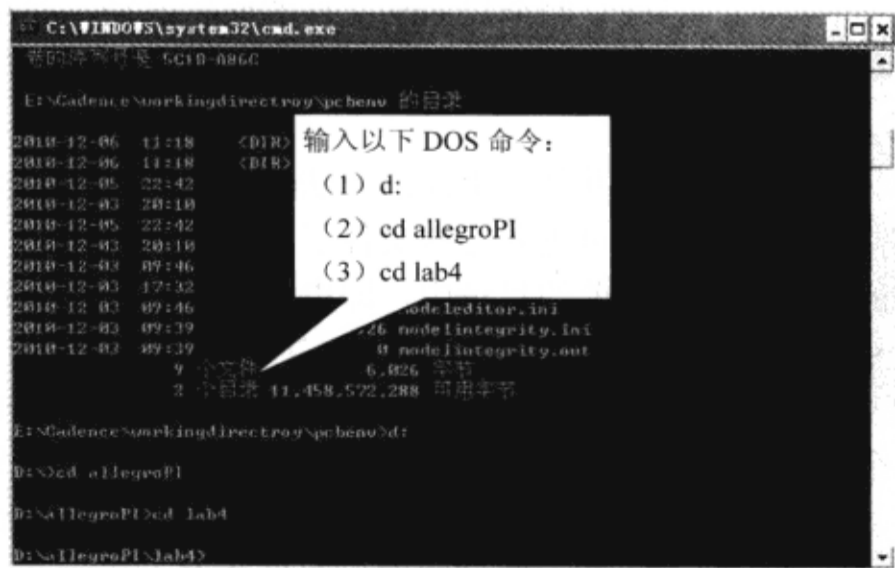 C:\WINDOWS\system32\cmd.exe
卷的序列号是 5C1B-A86C
E:\Cadence\workingdirectroy\pcbenv 的目录
2010-12-06 11:18 <DIR>
2010-12-06 11:18 <DIR>
2010-12-05 22:42
2010-12-03 20:10
2010-12-05 22:42
2010-12-03 20:10
2010-12-03 09:46
2010-12-03 17:32
2010-12-03 09:46 modeleditor.ini
2010-12-03 09:39 26 modelintegrity.ini
2010-12-03 09:39 0 modelintegrity.out
9 个文件 6,026 字节
2 个目录 11,458,572,288 可用字节
E:\Cadence\workingdirectroy\pcbenv>d:
D:\>cd allegroPI
D:\allegroPI>cd lab4
D:\allegroPI\lab4>
输入以下 DOS 命令：
（1）d:
（2）cd allegroPI
（3）cd lab4